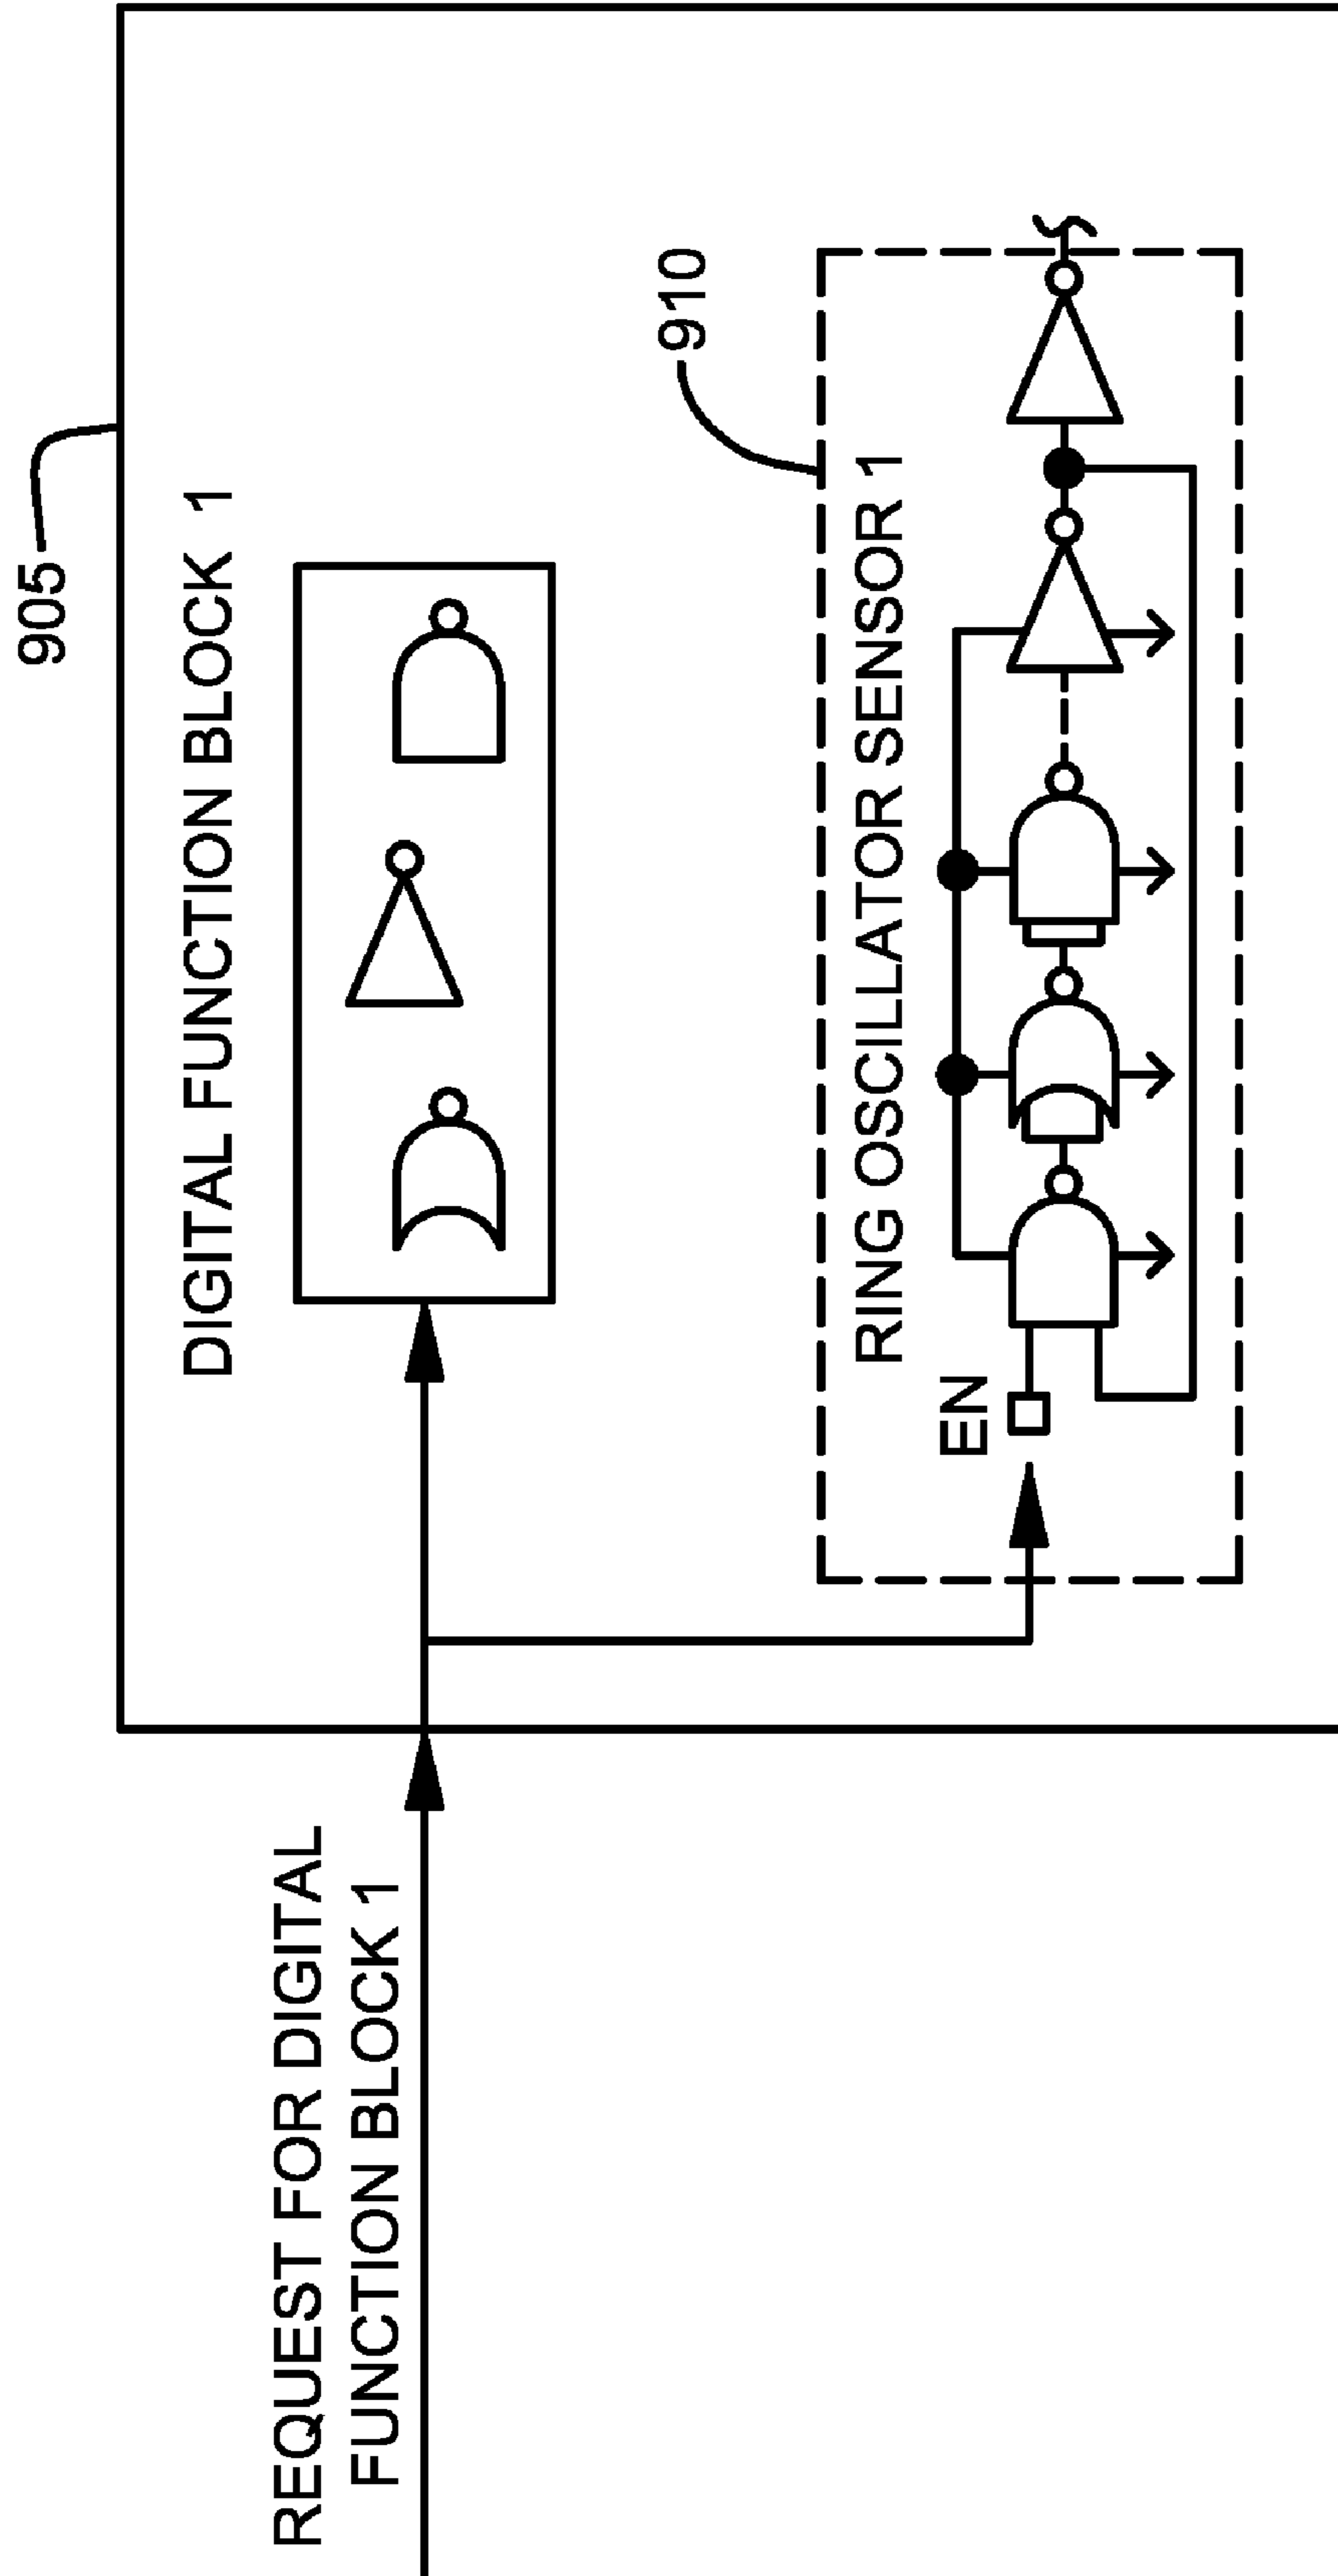 905
DIGITAL FUNCTION BLOCK 1
REQUEST FOR DIGITAL
FUNCTION BLOCK 1
910
RING OSCILLATOR SENSOR 1
EN